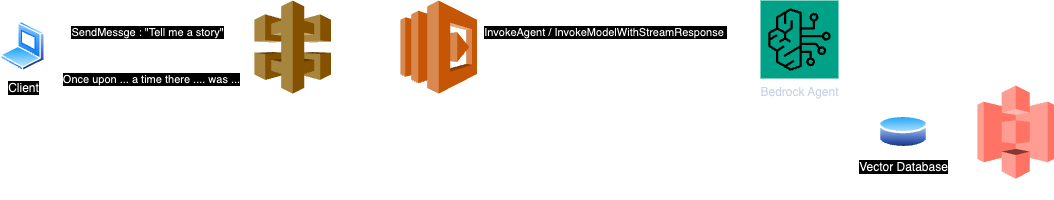 SendMessge : "Tell me a story"
InvokeAgent / InvokeModelWithStreamResponse
Once upon ... a time there .... was ...
Client
Bedrock Agent
Vector Database